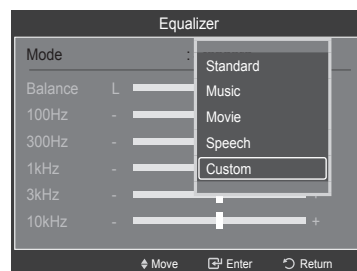 Equalizer
Mode :
Standard
Balance L
Music
100Hz -
Movie
300Hz -
Speech
1kHz -
Custom
3kHz - +
10kHz - +
Move Enter Return